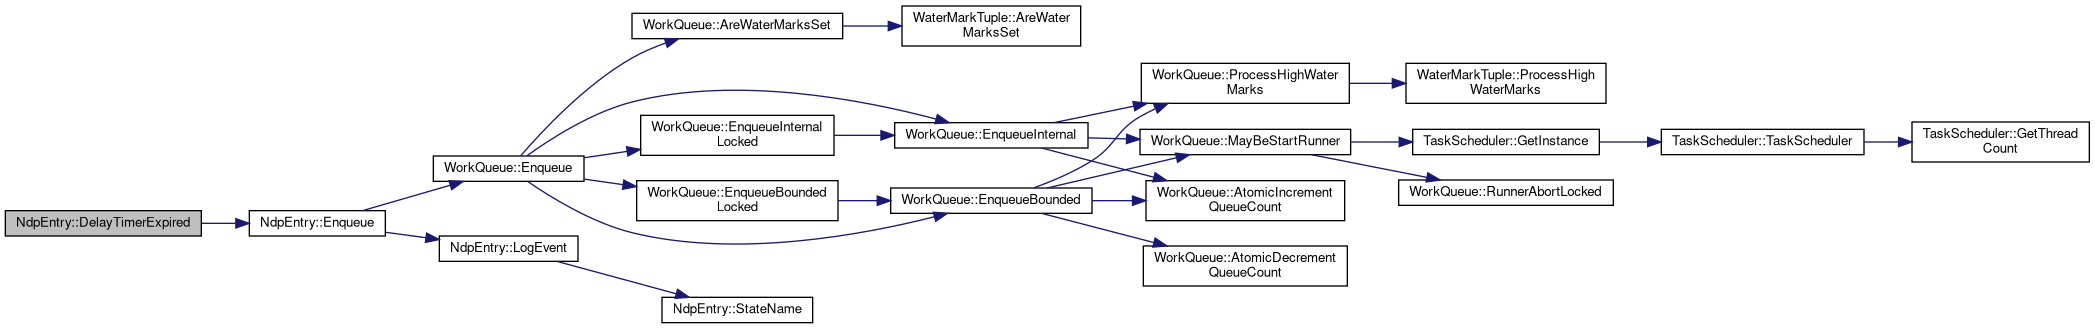 NdpEntry::DelayTimerExpired
NdpEntry::Enqueue
WorkQueue::Enqueue
NdpEntry::LogEvent
WorkQueue::AreWaterMarksSet
WorkQueue::EnqueueInternal
Locked
WorkQueue::EnqueueBounded
Locked
NdpEntry::StateName
WaterMarkTuple::AreWater
MarksSet
WorkQueue::EnqueueInternal
WorkQueue::EnqueueBounded
WorkQueue::ProcessHighWater
Marks
WorkQueue::MayBeStartRunner
WorkQueue::AtomicIncrement
QueueCount
WorkQueue::AtomicDecrement
QueueCount
WaterMarkTuple::ProcessHigh
WaterMarks
TaskScheduler::GetInstance
WorkQueue::RunnerAbortLocked
TaskScheduler::TaskScheduler
TaskScheduler::GetThread
Count